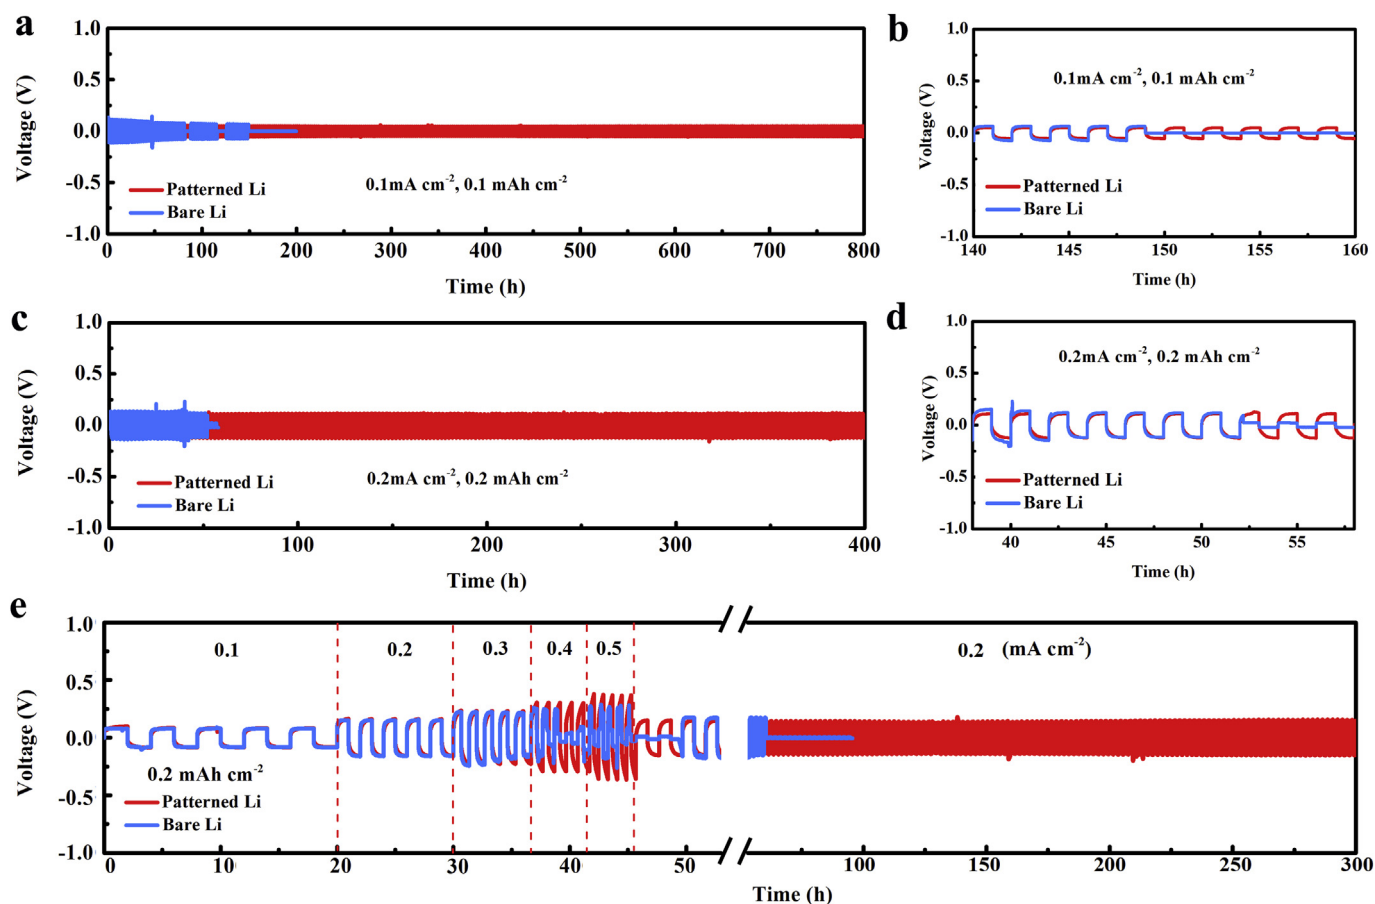 a
1.0
0.5
0.0
-0.5
-1.0
Voltage (V)
0.1mA cm-2, 0.1 mAh cm-2
Patterned Li
Bare Li
0 100 200 300 400 500 600 700 800
Time (h)
b
1.0
0.5
0.0
-0.5
-1.0
Voltage (V)
0.1mA cm-2, 0.1 mAh cm-2
Patterned Li
Bare Li
140 145 150 155 160
Time (h)
c
1.0
0.5
0.0
-0.5
-1.0
Voltage (V)
0.2mA cm-2, 0.2 mAh cm-2
Patterned Li
Bare Li
0 100 200 300 400
Time (h)
d
1.0
0.5
0.0
-0.5
-1.0
Voltage (V)
0.2mA cm-2, 0.2 mAh cm-2
Patterned Li
Bare Li
40 45 50 55
Time (h)
e
1.0
0.5
0.0
-0.5
-1.0
Voltage (V)
0.1 0.2 0.3 0.4 0.5 0.2 (mA cm-2)
0.2 mAh cm-2
Patterned Li
Bare Li
0 10 20 30 40 50 100 150 200 250 300
Time (h)